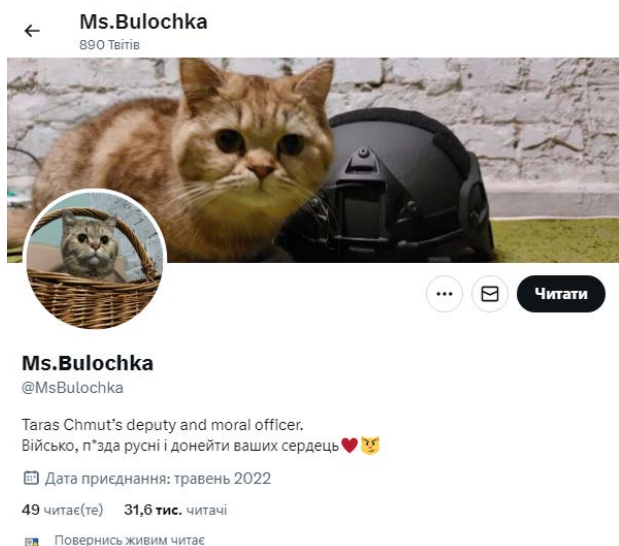 Ms.Bulochka
890 Твітів
Читати
Ms.Bulochka
@MsBulochka
Taras Chmut’s deputy and moral officer.
Військо, п*зда русні і донейти ваших сердець❤️😼
Дата приєднання: травень 2022
49 читає(те) 31,6 тис. читачі
Повернись живим читає